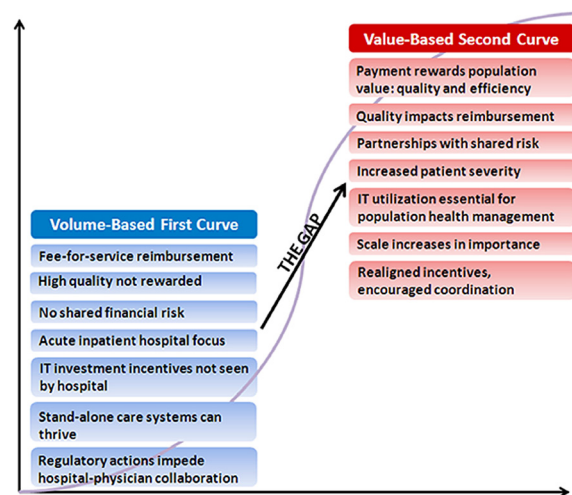 Value-Based Second Curve
Payment rewards population
value: quality and efficiency
Quality impacts reimbursement
Partnerships with shared risk
Increased patient severity
IT utilization essential for
population health management
Scale increases in importance
Realigned incentives,
encouraged coordination
THE GAP
Volume-Based First Curve
Fee-for-service reimbursement
High quality not rewarded
No shared financial risk
Acute inpatient hospital focus
IT investment incentives not seen
by hospital
Stand-alone care systems can
thrive
Regulatory actions impede
hospital-physician collaboration